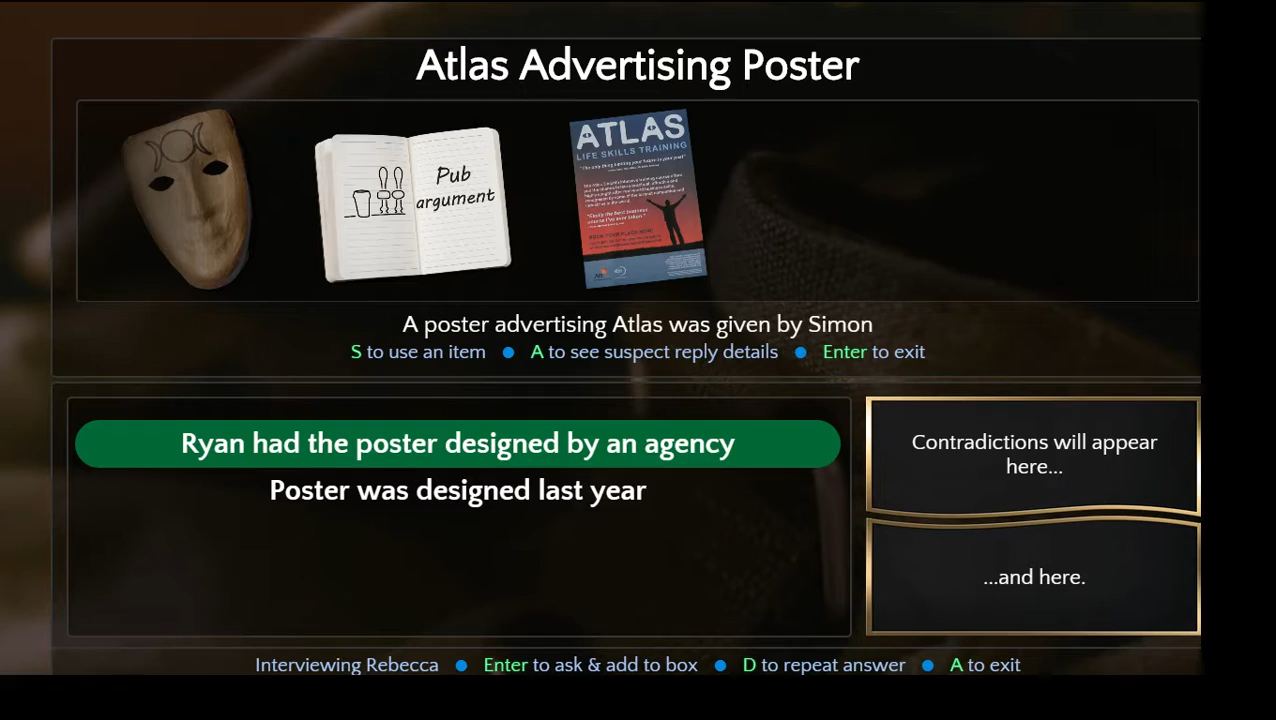 Atlas Advertising Poster
Pub
argument
ATLAS
LIFE SKILLS TRAINING
A poster advertising Atlas was given by Simon
S to use an item A to see suspect reply details Enter to exit
Ryan had the poster designed by an agency
Poster was designed last year
Contradictions will appear
here...
...and here.
Interviewing Rebecca Enter to ask & add to box D to repeat answer A to exit